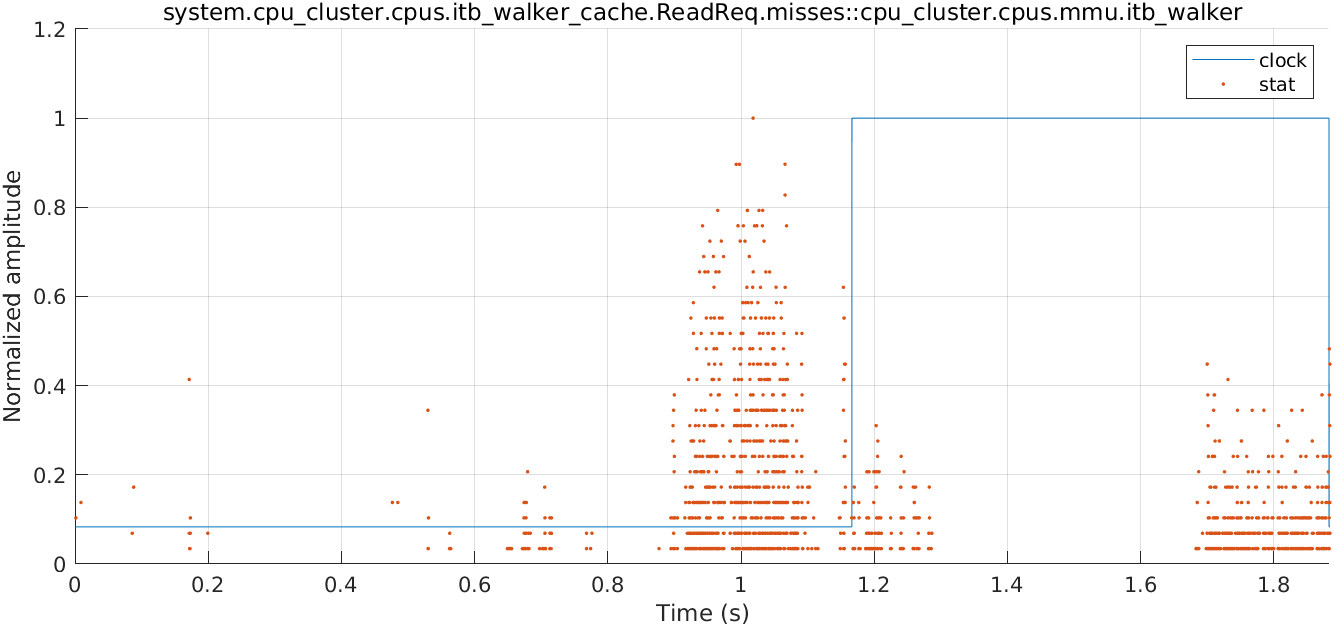 system.cpu_cluster.cpus.itb_walker_cache.ReadReq.misses::cpu_cluster.cpus.mmu.itb_walker
1.2
1
0.8
0.6
0.4
0.2
0
Normalized amplitude
clock
stat
0 0.2 0.4 0.6 0.8 1 1.2 1.4 1.6 1.8
Time (s)